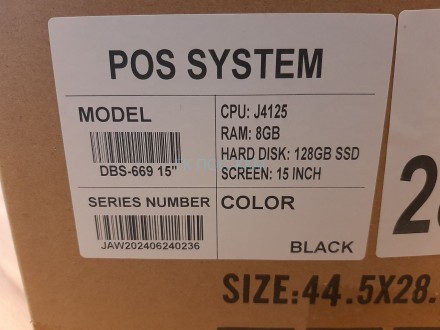 POS SYSTEM
MODEL
DBS-669 15"
SERIES NUMBER
JAW202406240236
CPU: J4125
RAM: 8GB
HARD DISK: 128GB SSD
SCREEN: 15 INCH
COLOR
BLACK
SIZE:44.5X28.